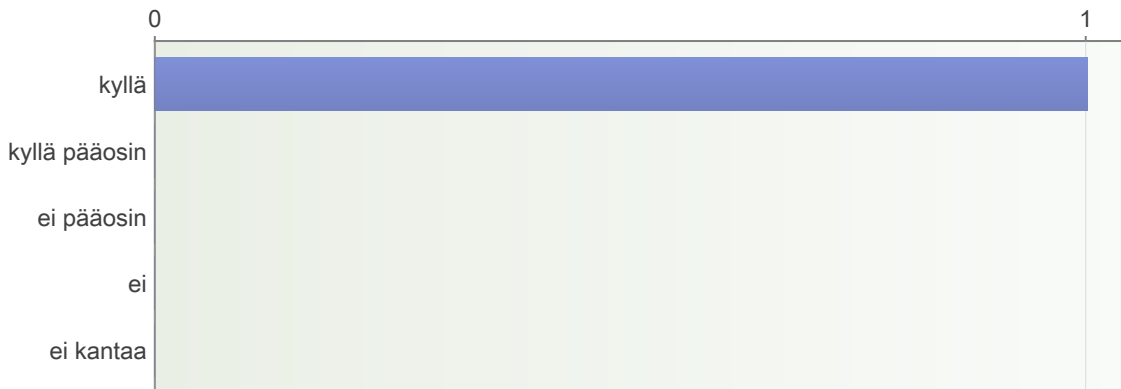 0 1
kyllä
kyllä pääosin
ei pääosin
ei
ei kantaa